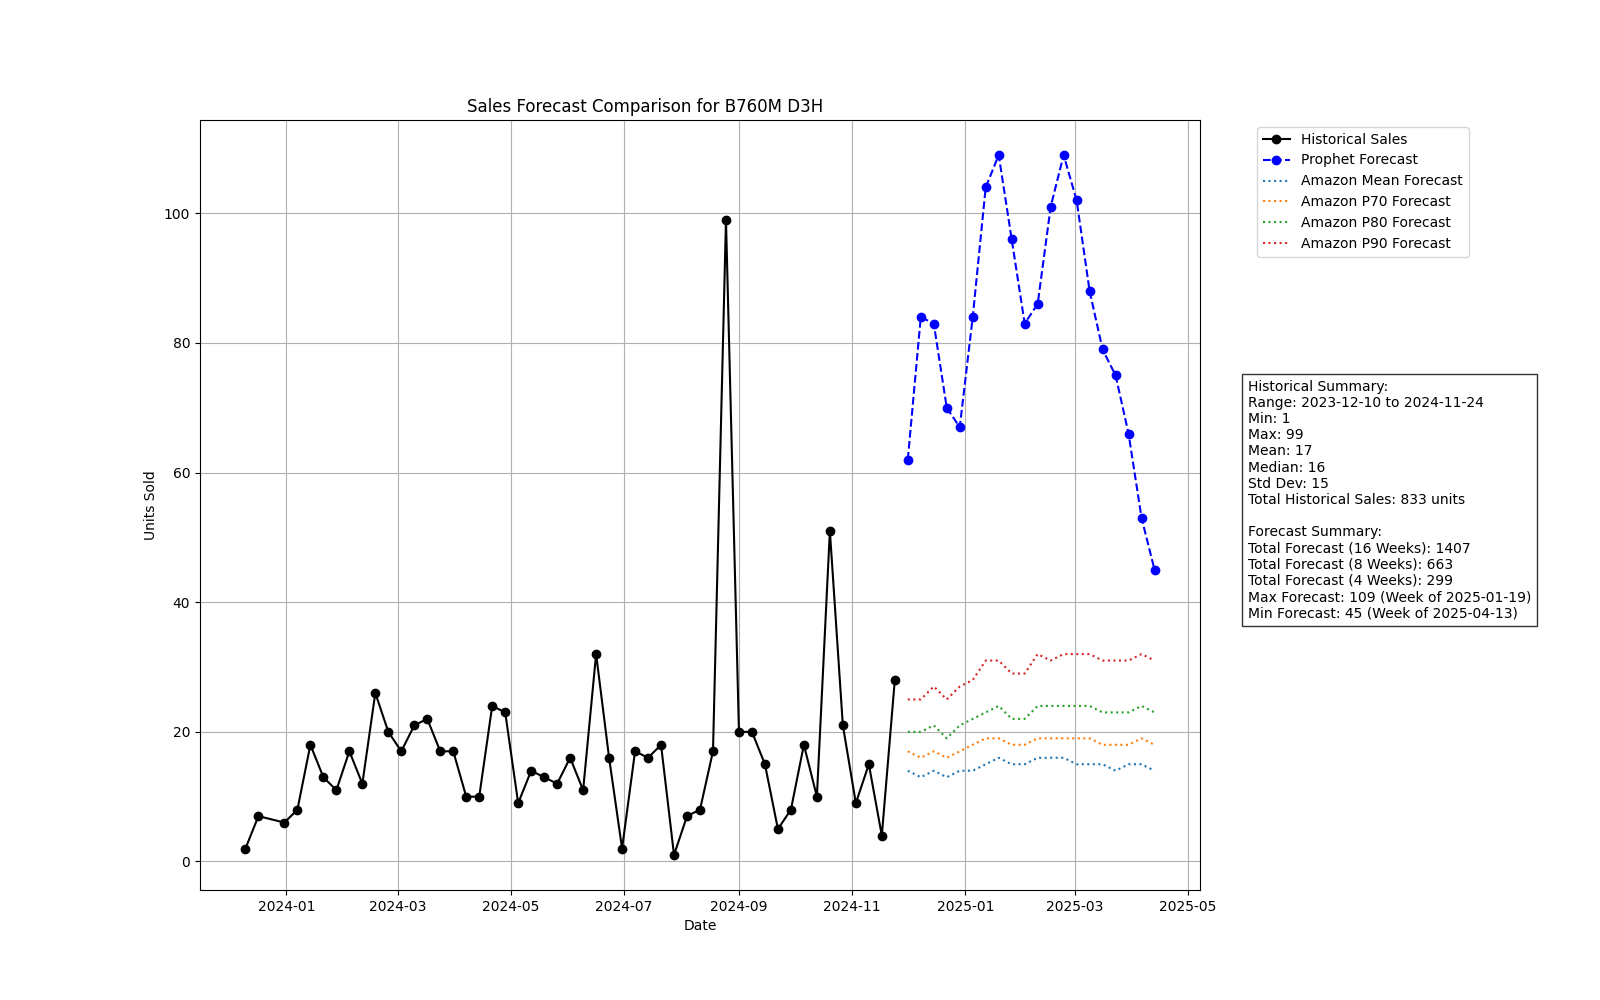 Sales Forecast Comparison for B760M D3H
Units Sold
100
80
60
40
20
0
2024-01
2024-03
2024-05
2024-07
2024-09
2024-11
2025-01
2025-03
2025-05
Date
Historical Sales
Prophet Forecast
Amazon Mean Forecast
Amazon P70 Forecast
Amazon P80 Forecast
Amazon P90 Forecast
Historical Summary:
Range: 2023-12-10 to 2024-11-24
Min: 1
Max: 99
Mean: 17
Median: 16
Std Dev: 15
Total Historical Sales: 833 units
Forecast Summary:
Total Forecast (16 Weeks): 1407
Total Forecast (8 Weeks): 663
Total Forecast (4 Weeks): 299
Max Forecast: 109 (Week of 2025-01-19)
Min Forecast: 45 (Week of 2025-04-13)